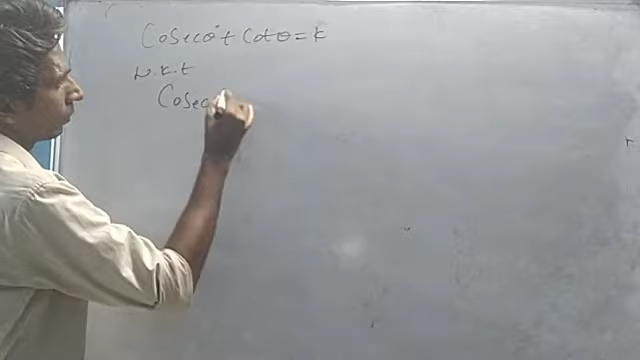 Cosecθ + Cotθ = k
W.K.T
Cosec